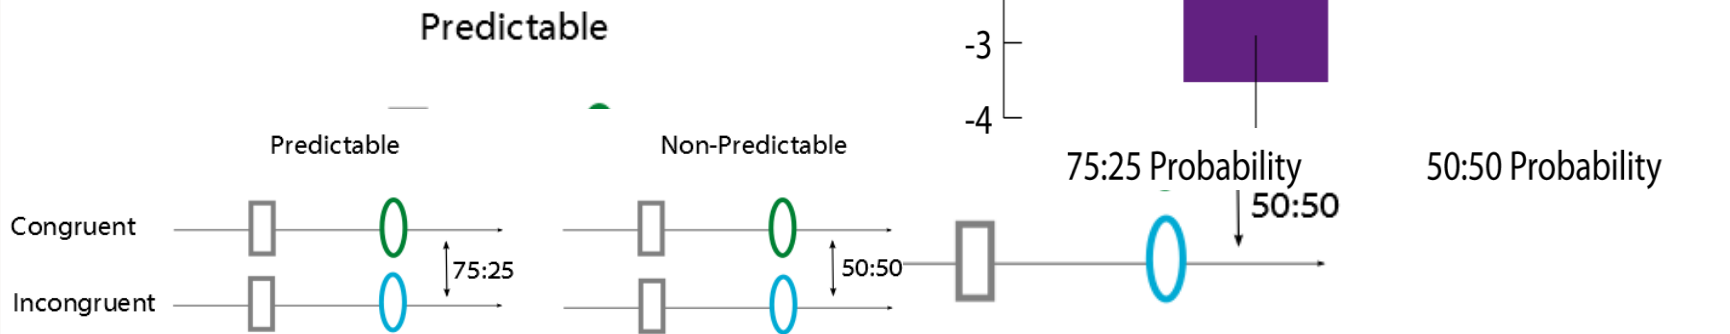 Predictable
-3
-4
Predictable
Non-Predictable
75:25 Probability
50:50 Probability
50:50
Congruent
75:25
50:50
Incongruent